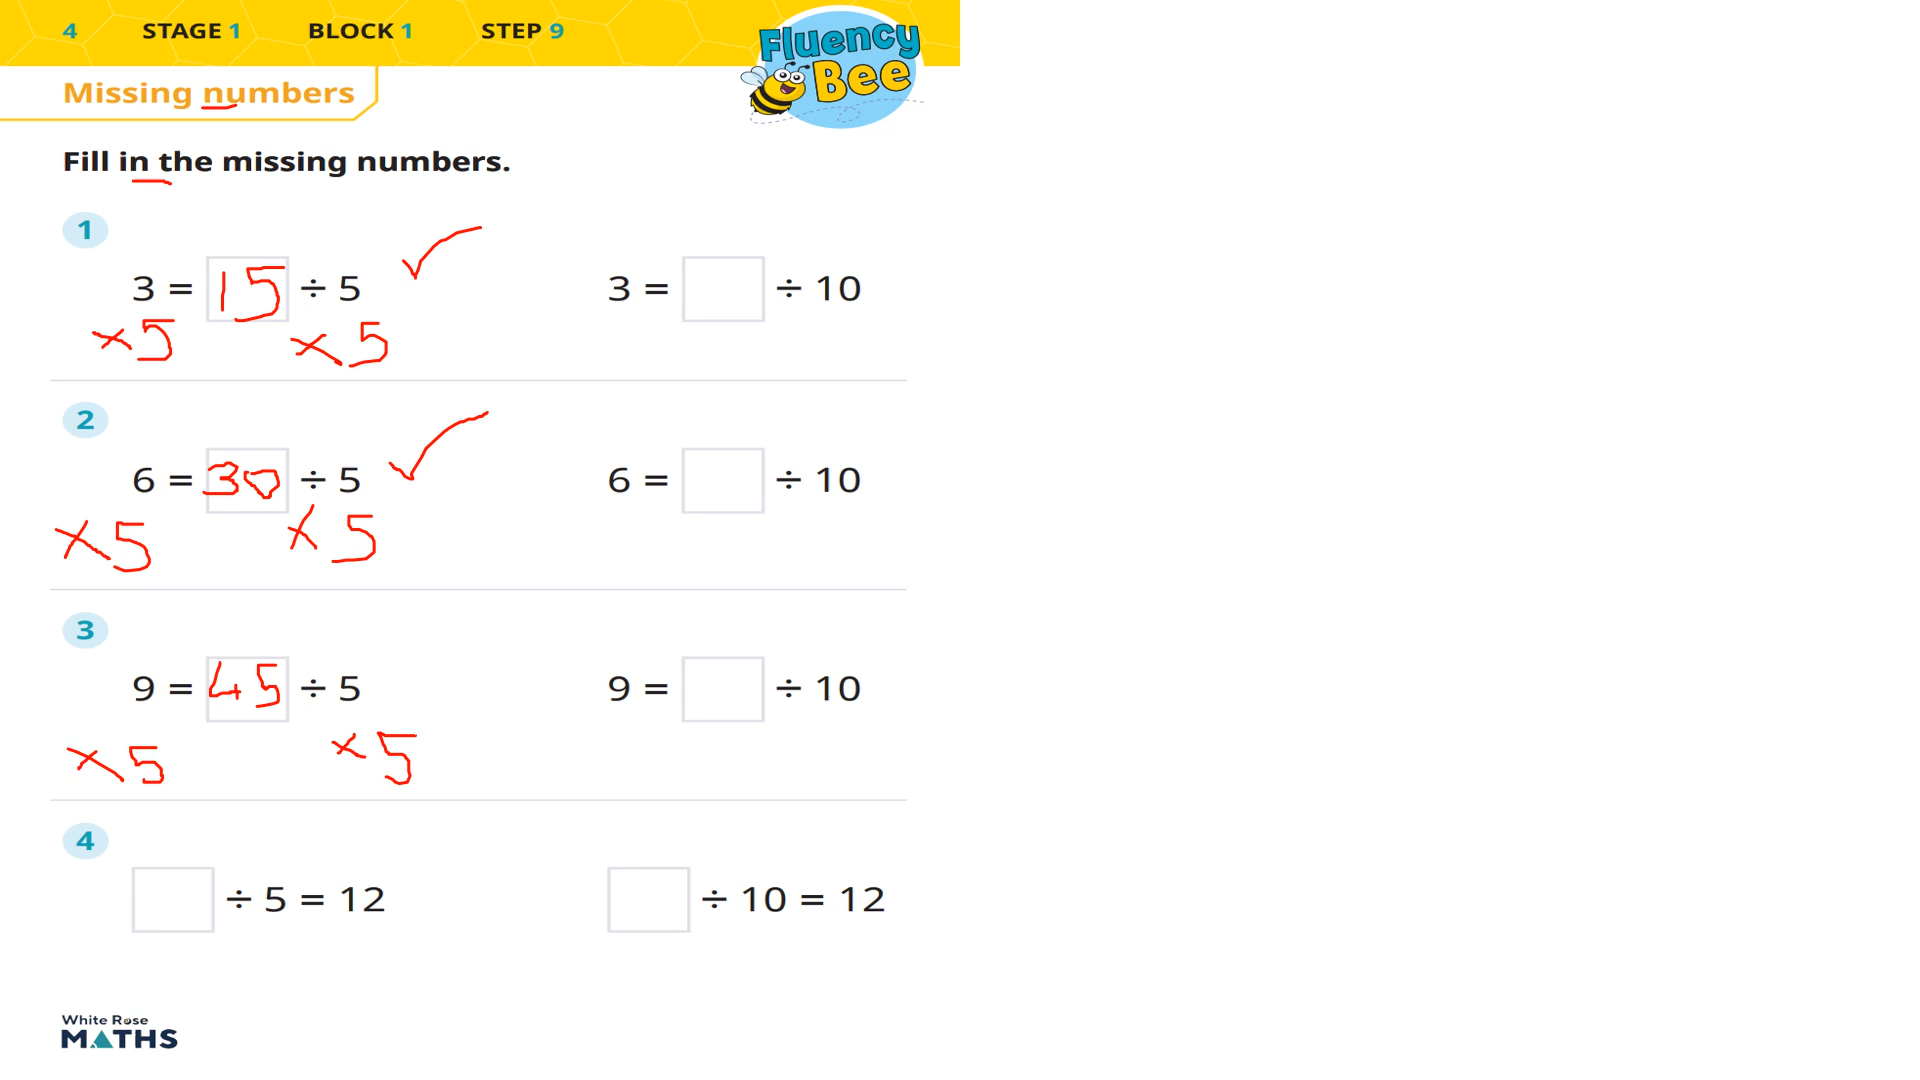 4 STAGE 1 BLOCK 1 STEP 9
Fluency
Bee
Missing numbers
Fill in the missing numbers.
1
3 = 15 ÷ 5 3 = ÷ 10
×5 ×5
2
6 = 30 ÷ 5 6 = ÷ 10
×5 ×5
3
9 = 45 ÷ 5 9 = ÷ 10
×5 ×5
4
÷ 5 = 12 ÷ 10 = 12
White Rose
MATHS